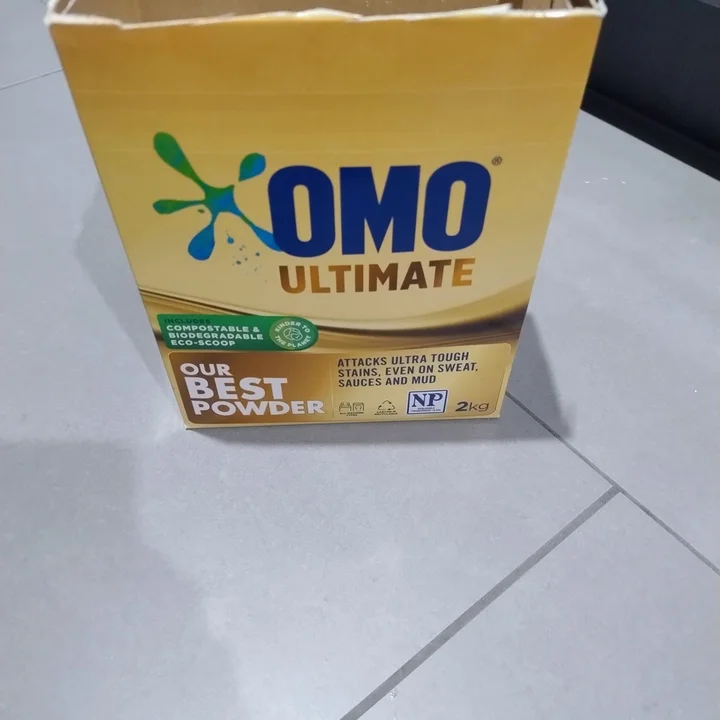 OMO®
ULTIMATE
INCLUDES
COMPOSTABLE &
BIODEGRADABLE
ECO-SCOOP
KINDER TO
THE PLANET
OUR
BEST
POWDER
ATTACKS ULTRA TOUGH
STAINS, EVEN ON SWEAT,
SAUCES AND MUD
NP
2kg